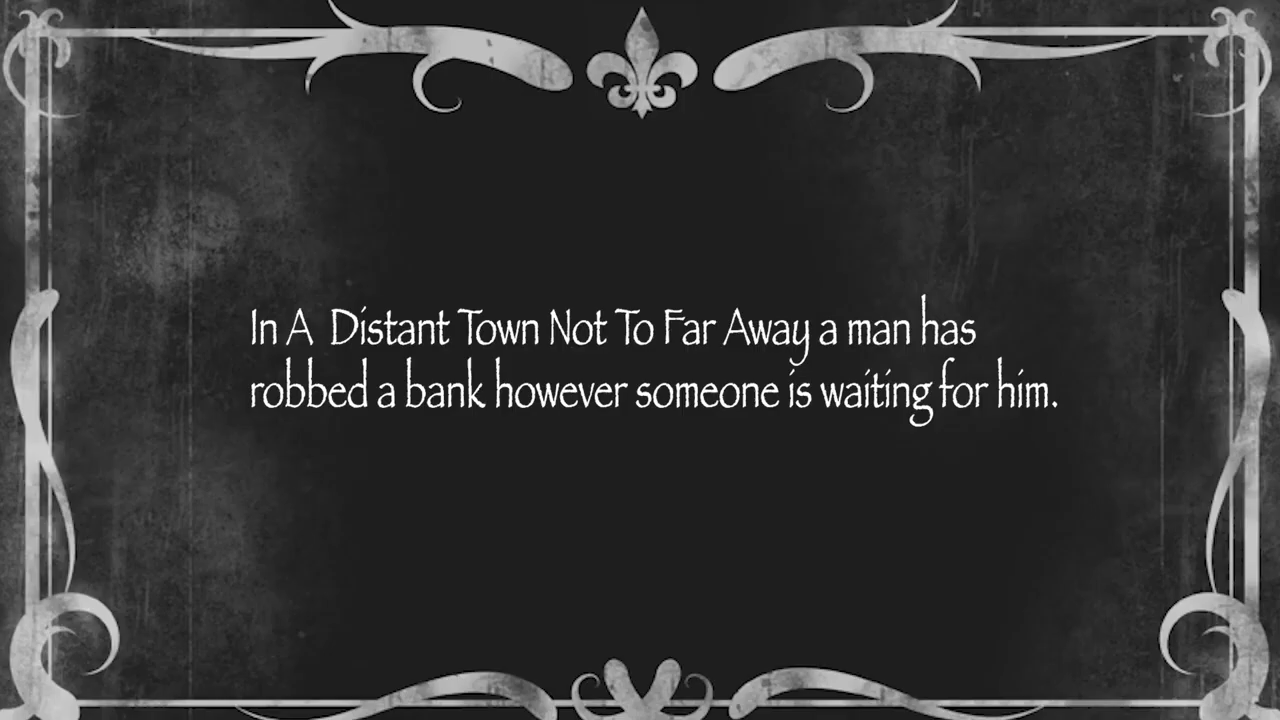 In A Distant Town Not To Far Away a man has
robbed a bank however someone is waiting for him.